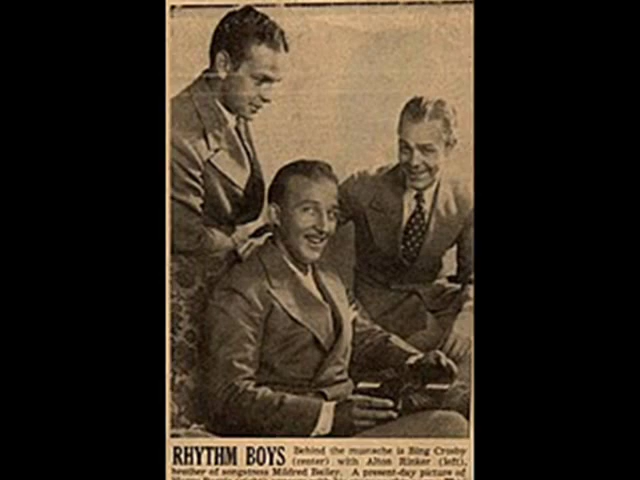 RHYTHM BOYS Behind the mustache is Bing Crosby
(center) with Alton Rinker (left),
brother of songstress Mildred Bailey. A present-day picture of